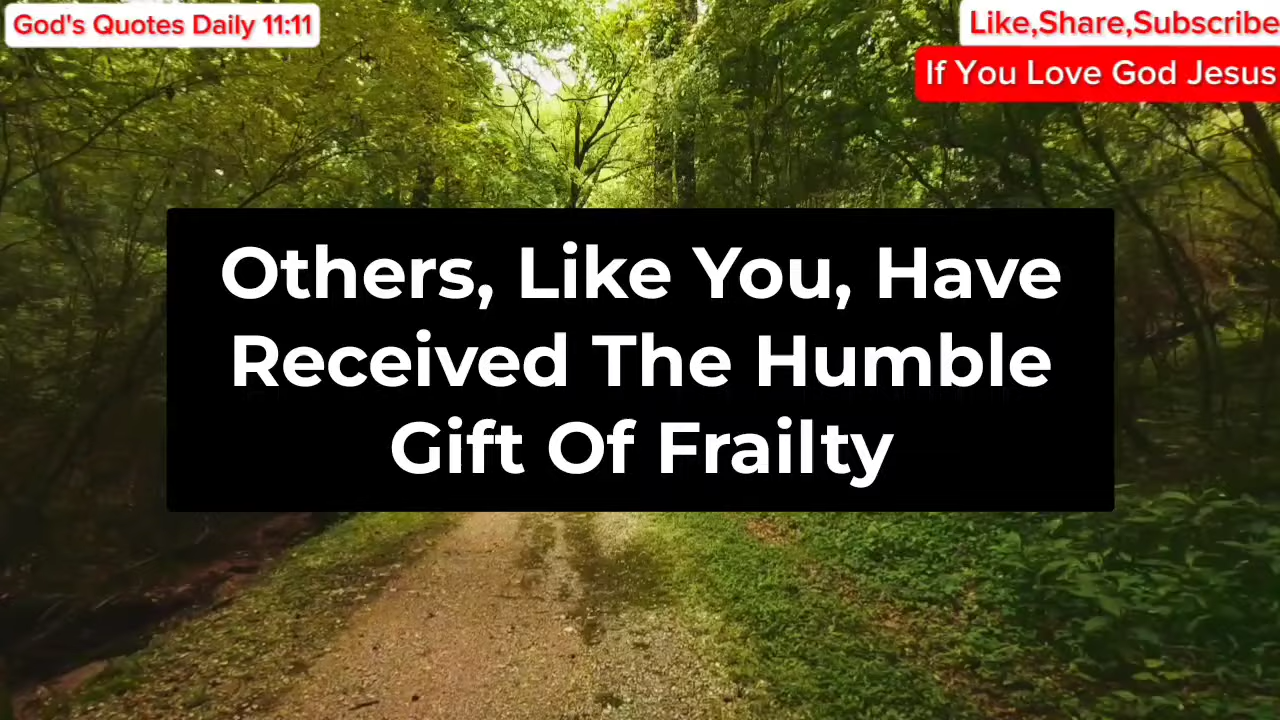 God's Quotes Daily 11:11
Like,Share,Subscribe
If You Love God Jesus
Others, Like You, Have
Received The Humble
Gift Of Frailty